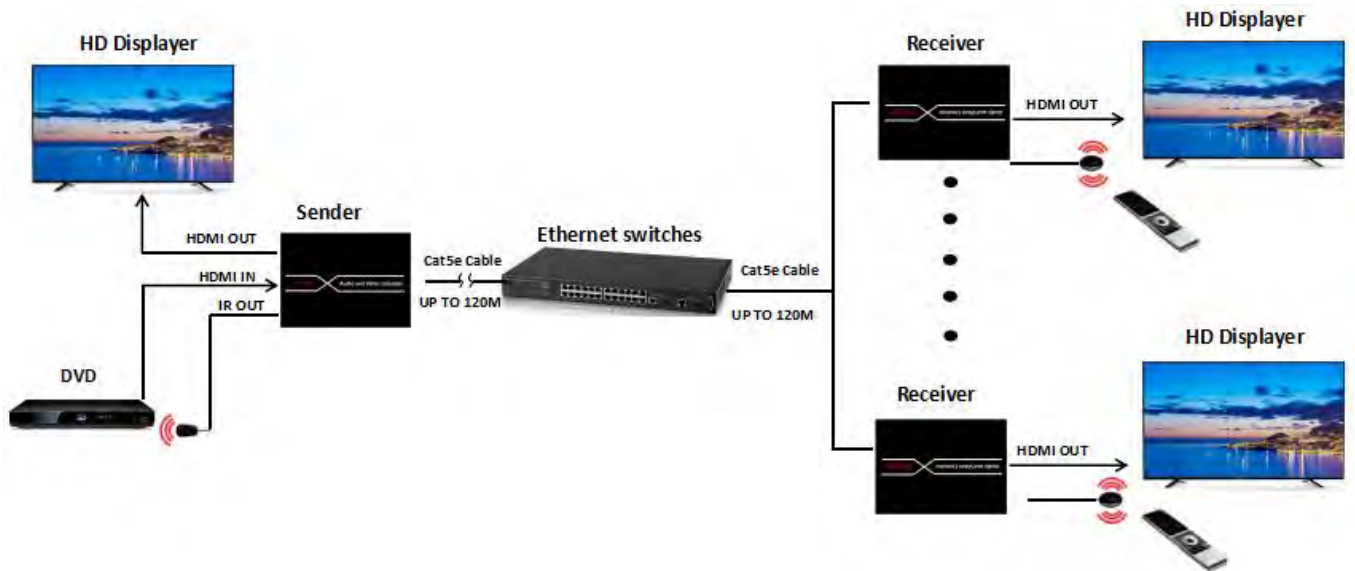 HD Displayer
Receiver
HD Displayer
HDMI OUT
Sender
HDMI OUT
Ethernet switches
HDMI IN
Cat5e Cable
Cat5e Cable
IR OUT
UP TO 120M
UP TO 120M
HD Displayer
DVD
Receiver
HDMI OUT